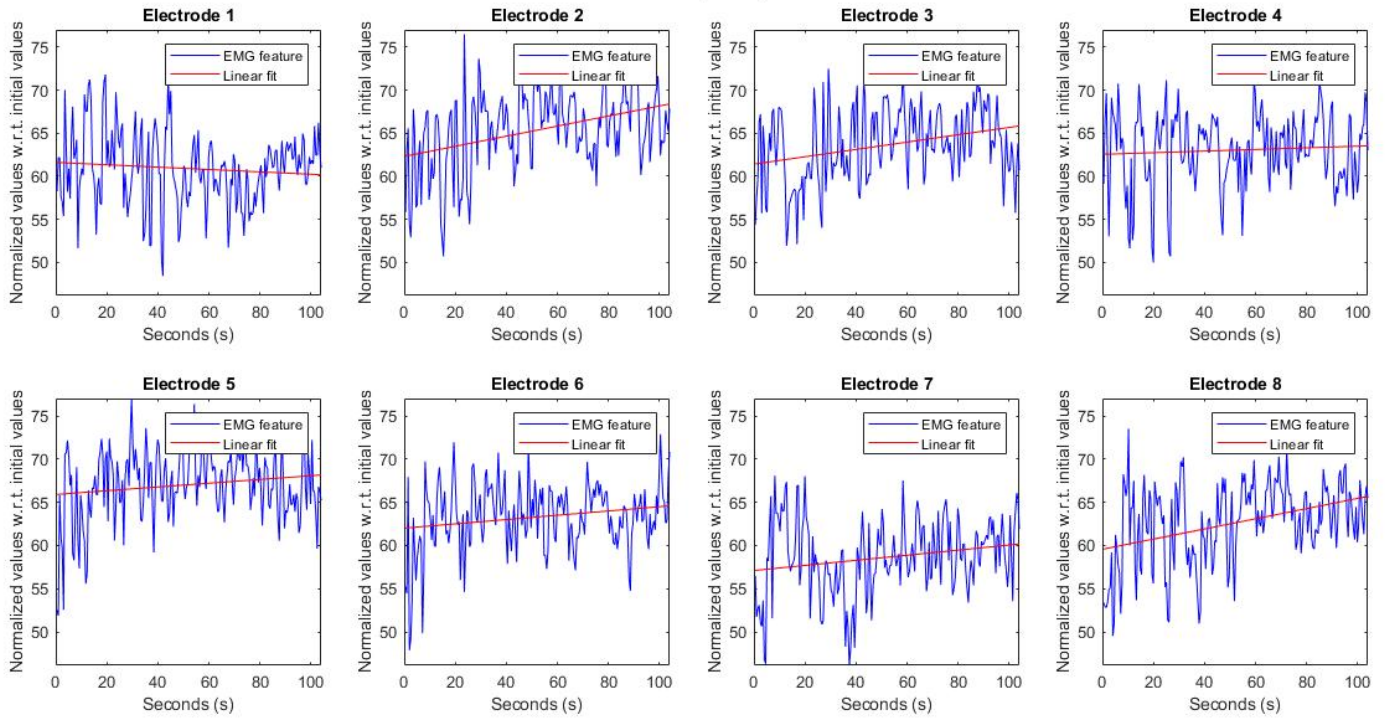 Electrode 1
Normalized values w.r.t. initial values
75
70
65
60
55
50
EMG feature
Linear fit
0 20 40 60 80 100
Seconds (s)
Electrode 2
Normalized values w.r.t. initial values
75
70
65
60
55
50
EMG feature
Linear fit
0 20 40 60 80 100
Seconds (s)
Electrode 3
Normalized values w.r.t. initial values
75
70
65
60
55
50
EMG feature
Linear fit
0 20 40 60 80 100
Seconds (s)
Electrode 4
Normalized values w.r.t. initial values
75
70
65
60
55
50
EMG feature
Linear fit
0 20 40 60 80 100
Seconds (s)
Electrode 5
Normalized values w.r.t. initial values
75
70
65
60
55
50
EMG feature
Linear fit
0 20 40 60 80 100
Seconds (s)
Electrode 6
Normalized values w.r.t. initial values
75
70
65
60
55
50
EMG feature
Linear fit
0 20 40 60 80 100
Seconds (s)
Electrode 7
Normalized values w.r.t. initial values
75
70
65
60
55
50
EMG feature
Linear fit
0 20 40 60 80 100
Seconds (s)
Electrode 8
Normalized values w.r.t. initial values
75
70
65
60
55
50
EMG feature
Linear fit
0 20 40 60 80 100
Seconds (s)